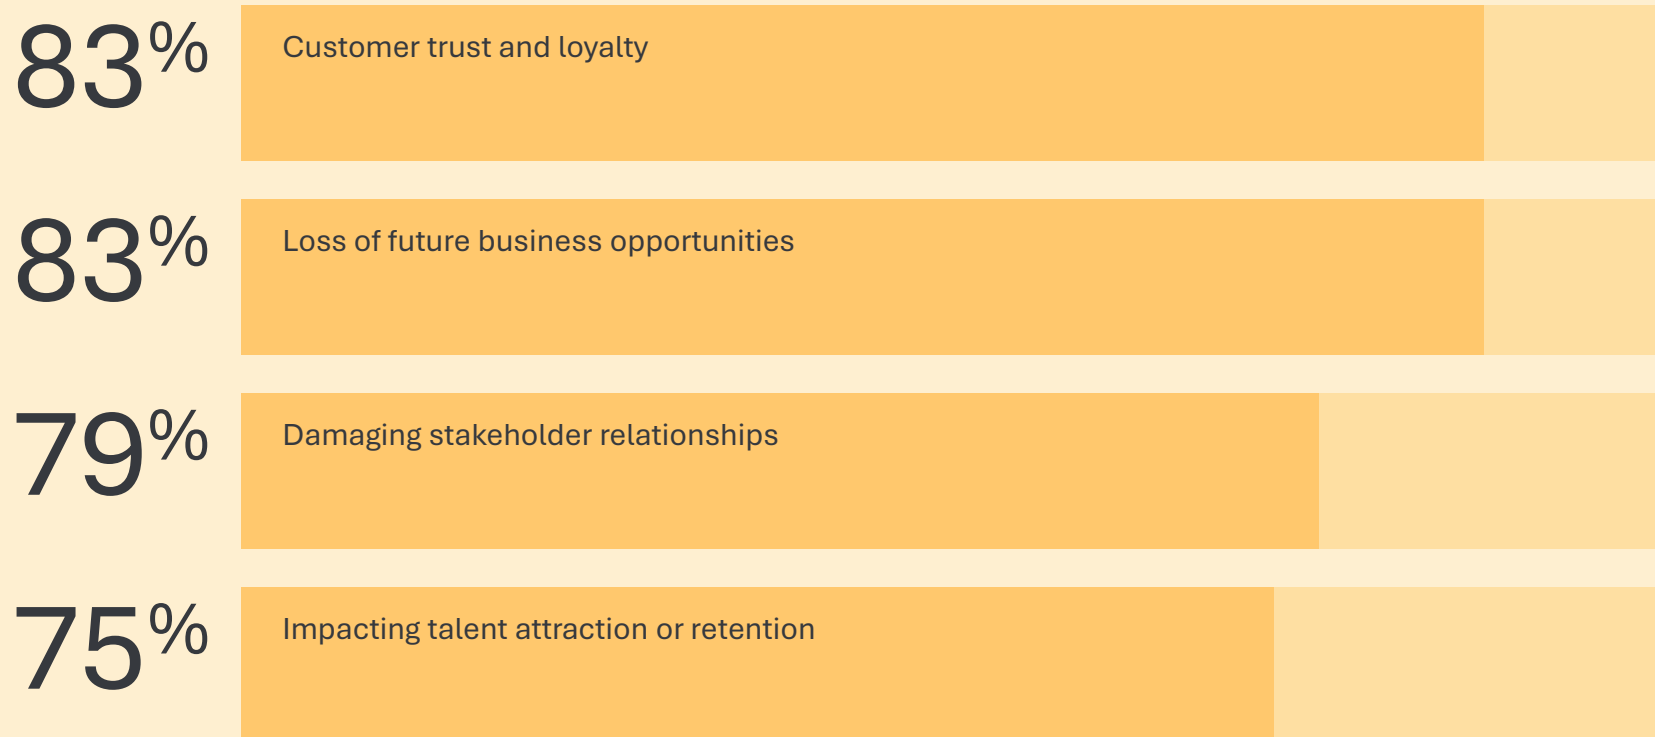 83% Customer trust and loyalty
83% Loss of future business opportunities
79% Damaging stakeholder relationships
75% Impacting talent attraction or retention